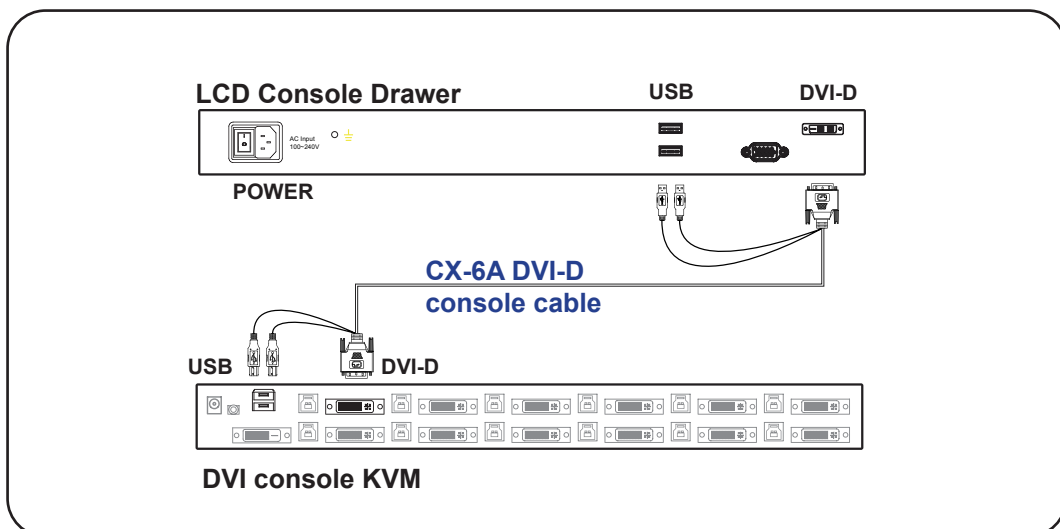 LCD Console Drawer
USB
DVI-D
AC Input
100~240V
POWER
CX-6A DVI-D
console cable
USB
DVI-D
DVI console KVM